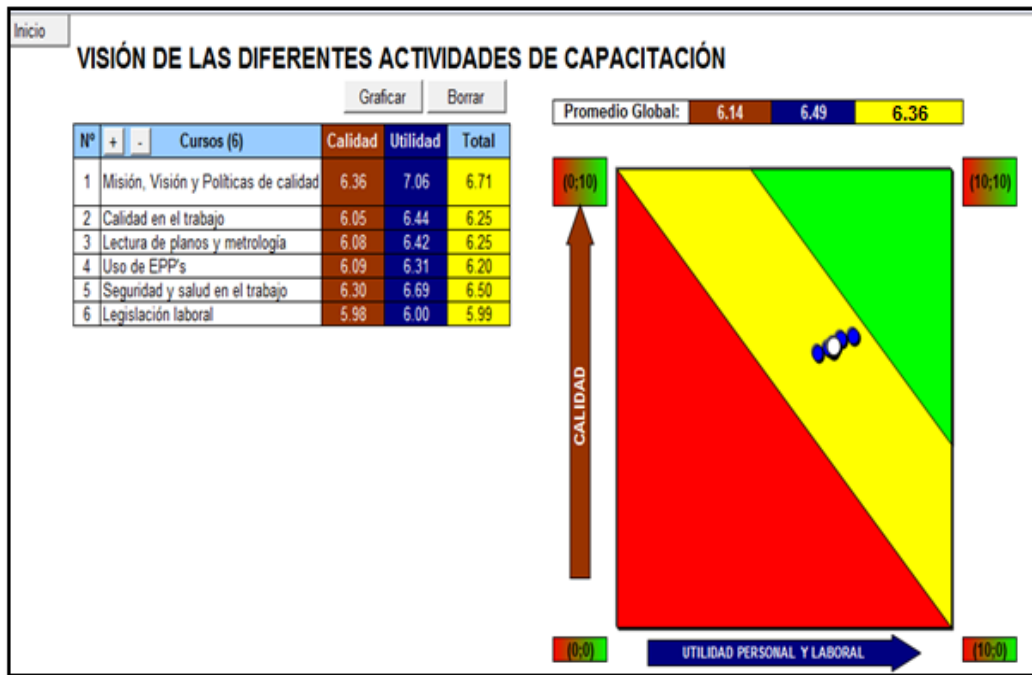 Inicio
VISIÓN DE LAS DIFERENTES ACTIVIDADES DE CAPACITACIÓN
Graficar Borrar
Promedio Global: 6.14 6.49 6.36
Nº + - Cursos (6) Calidad Utilidad Total
1 Misión, Visión y Políticas de calidad 6.36 7.06 6.71
2 Calidad en el trabajo 6.05 6.44 6.25
3 Lectura de planos y metrología 6.08 6.42 6.25
4 Uso de EPP's 6.09 6.31 6.20
5 Seguridad y salud en el trabajo 6.30 6.69 6.50
6 Legislación laboral 5.98 6.00 5.99
(0;10) (10;10)
CALIDAD
(0;0) UTILIDAD PERSONAL Y LABORAL (10;0)